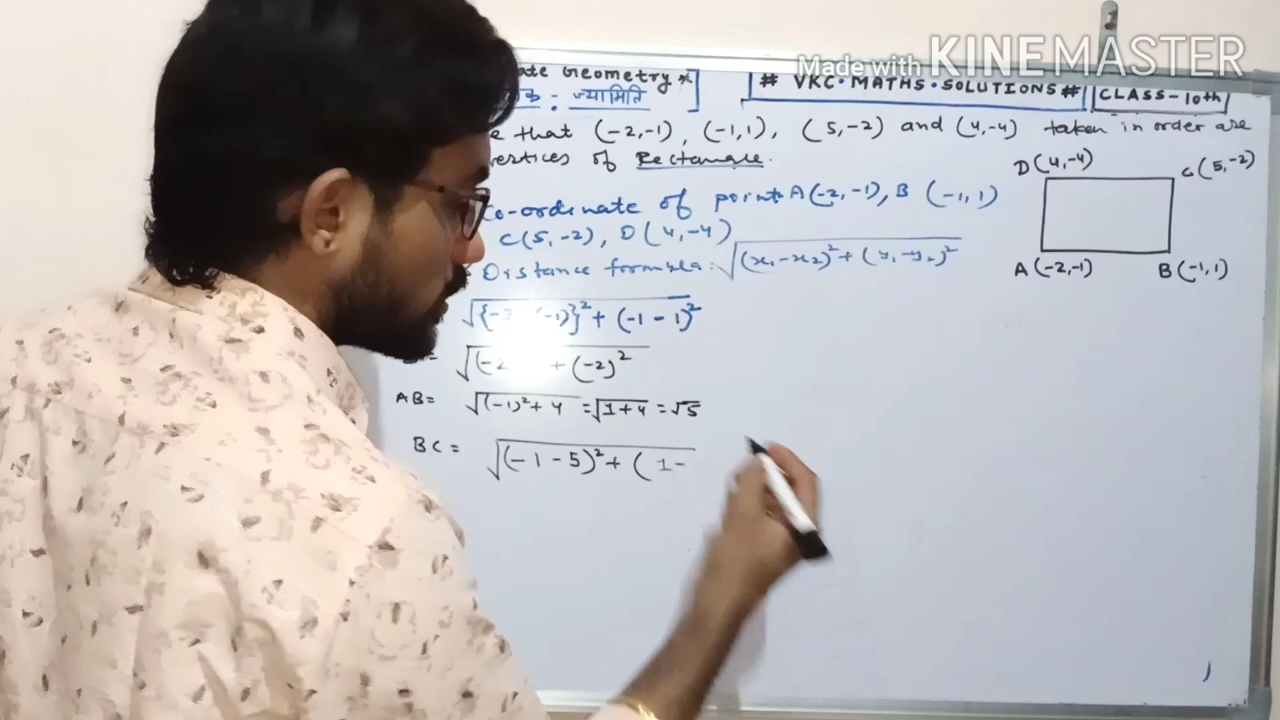 Made with KINEMASTER
ate Geometry *
# VKC. MATHS. SOLUTIONS #
CLASS-10th
: ज्यामिति
e that (-2,-1), (-1,1), (5,-2) and (4,-4) taken in order are
ertices of Rectangle.
D(4,-4)
C(5,-2)
A(-2,-1)
B(-1,1)
Co-ordinate of point A(-2,-1), B (-1,1)
C(5,-2), D(4,-4)
Distance formula: √(x₁-x₂)²+(y₁-y₂)²
√{-2 (-1)}²+(-1-1)²
+(-2)²
AB= √(-1)²+4 =√1+4 =√5
BC= √(-1-5)²+( 1-